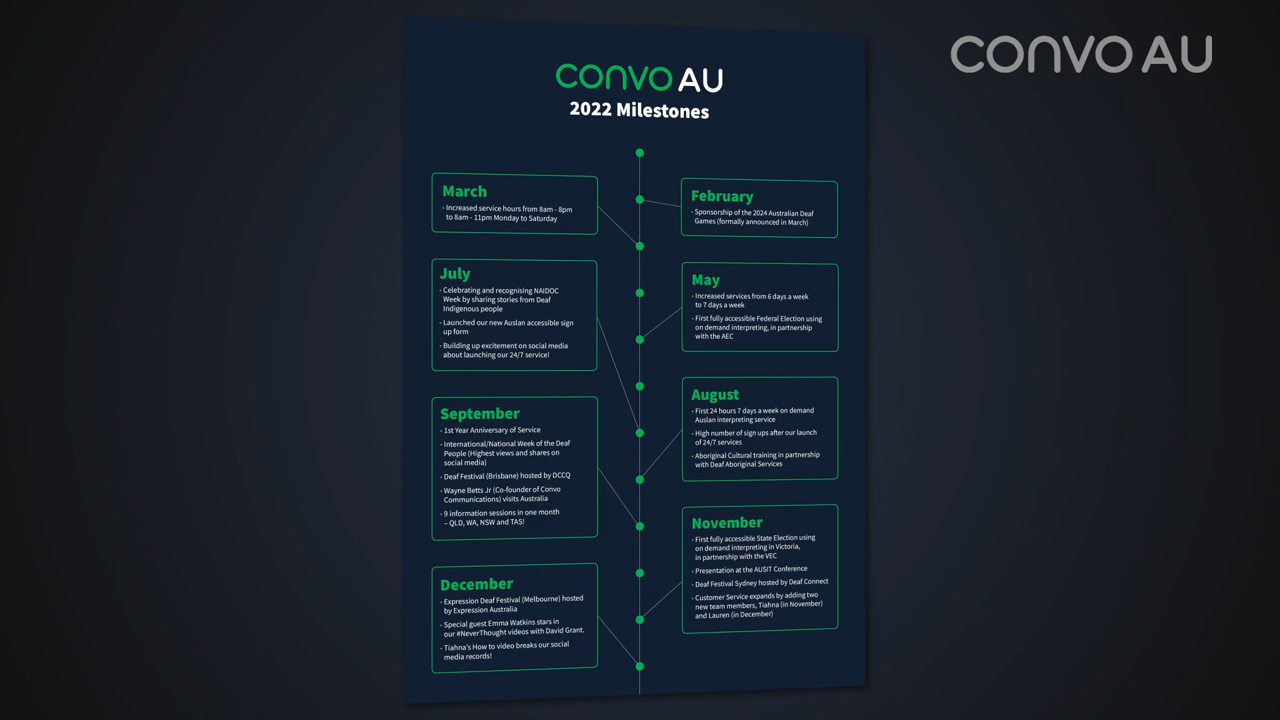 CONVO AU
CONVO AU
2022 Milestones
February
· Sponsorship of the 2024 Australian Deaf
Games (formally announced in March)
March
· Increased service hours from 8am - 8pm
to 8am - 11pm Monday to Saturday
May
· Increased services from 6 days a week
to 7 days a week
· First fully accessible Federal Election using
on demand interpreting, in partnership
with the AEC
July
· Celebrating and recognising NAIDOC
Week by sharing stories from Deaf
Indigenous people
· Launched our new Auslan accessible sign
up form
· Building up excitement on social media
about launching our 24/7 service!
August
· First 24 hours 7 days a week on demand
Auslan interpreting service
· High number of sign ups after our launch
of 24/7 services
· Aboriginal Cultural training in partnership
with Deaf Aboriginal Services
September
· 1st Year Anniversary of Service
· International/National Week of the Deaf
People (Highest views and shares on
social media)
· Deaf Festival (Brisbane) hosted by DCCQ
· Wayne Betts Jr (Co-founder of Convo
Communications) visits Australia
· 9 information sessions in one month
– QLD, WA, NSW and TAS!
November
· First fully accessible State Election using
on demand interpreting in Victoria,
in partnership with the VEC
· Presentation at the AUSIT Conference
· Deaf Festival Sydney hosted by Deaf Connect
· Customer Service expands by adding two
new team members, Tiahna (in November)
and Lauren (in December)
December
· Expression Deaf Festival (Melbourne) hosted
by Expression Australia
· Special guest Emma Watkins stars in
our #NeverThought videos with David Grant.
· Tiahna's How to video breaks our social
media records!